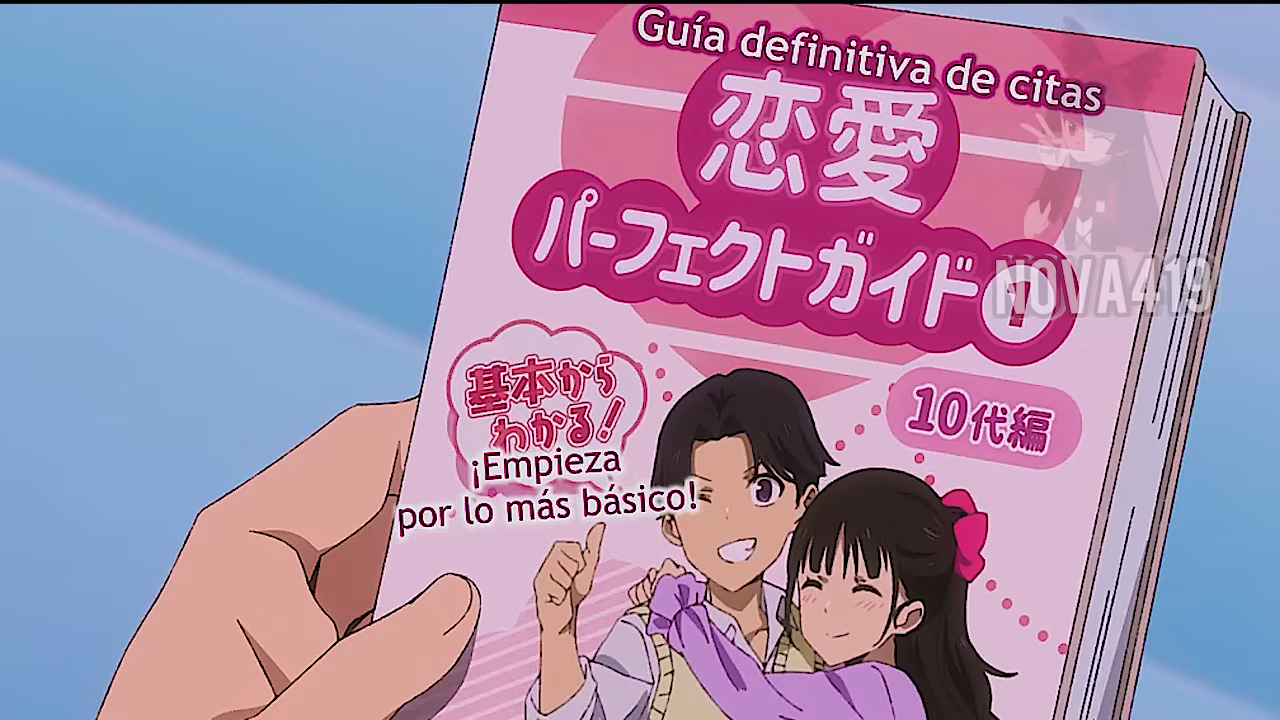 Guía definitiva de citas
恋愛
パーフェクトガイド1
NOVA419
基本から
わかる!
10代編
¡Empieza
por lo más básico!